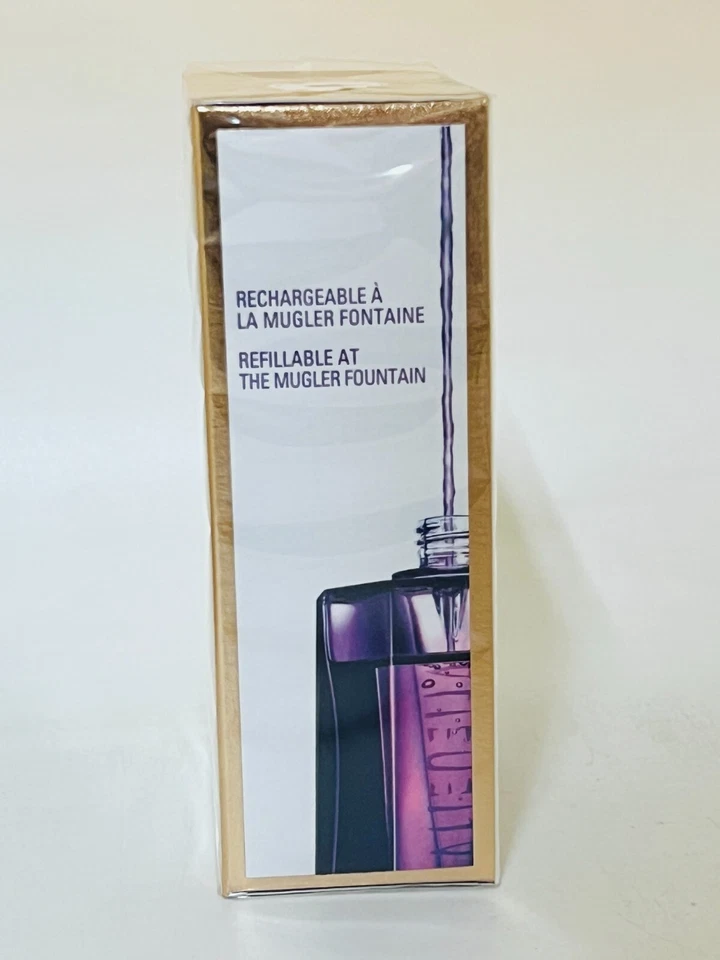 RECHARGEABLE À
LA MUGLER FONTAINE
REFILLABLE AT
THE MUGLER FOUNTAIN